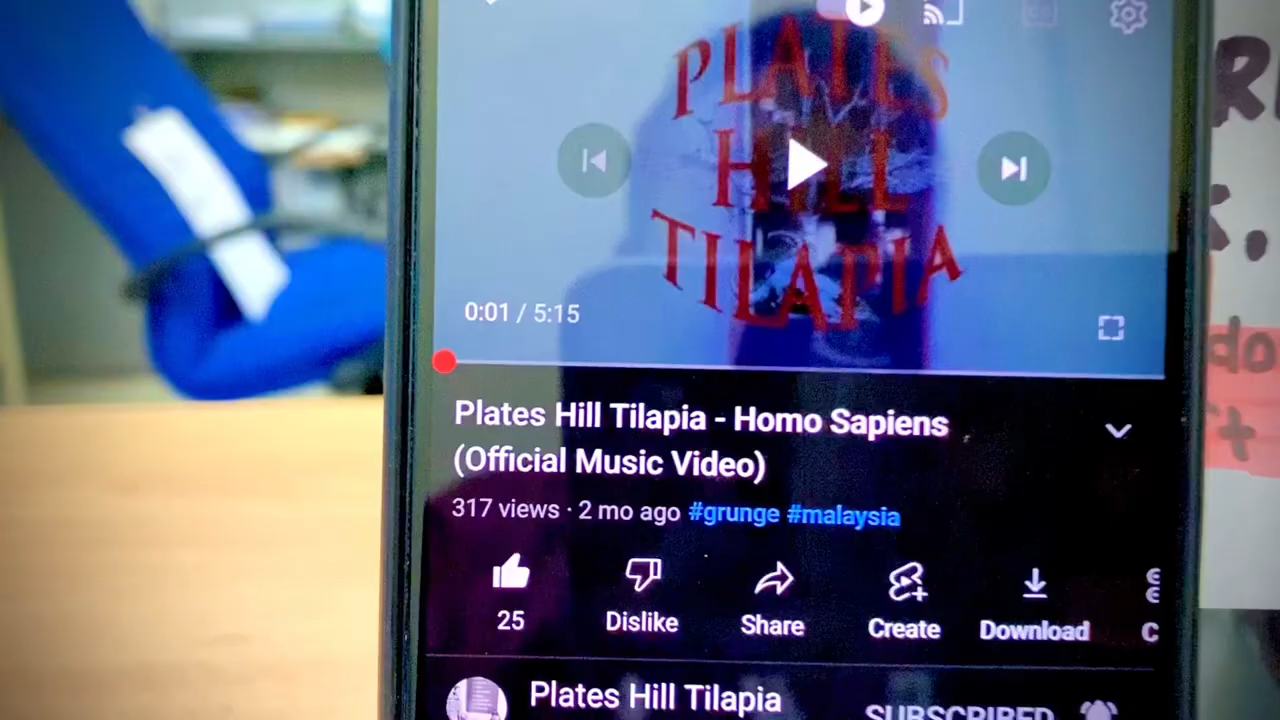 PLATES
HILL
TILAPIA
0:01 / 5:15
Plates Hill Tilapia - Homo Sapiens
(Official Music Video)
317 views · 2 mo ago #grunge #malaysia
25
Dislike
Share
Create
Download
C
Plates Hill Tilapia
SUBSCRIBED
R
do
t